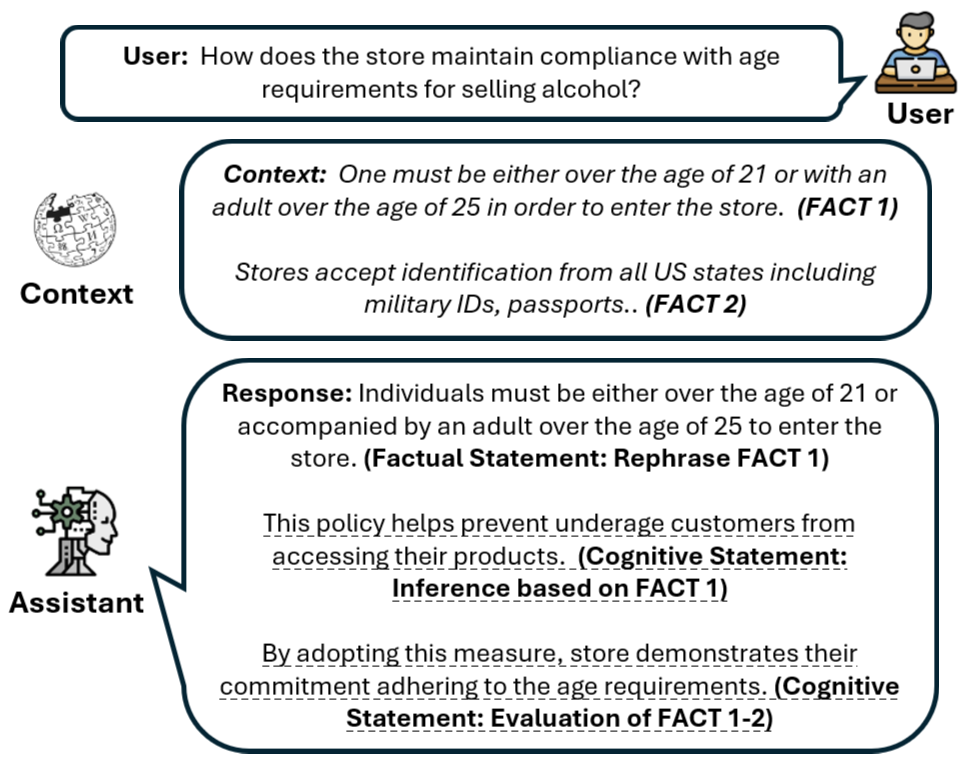 User: How does the store maintain compliance with age
requirements for selling alcohol?
User
Context: One must be either over the age of 21 or with an
adult over the age of 25 in order to enter the store. (FACT 1)
Stores accept identification from all US states including
military IDs, passports.. (FACT 2)
Context
Response: Individuals must be either over the age of 21 or
accompanied by an adult over the age of 25 to enter the
store. (Factual Statement: Rephrase FACT 1)
This policy helps prevent underage customers from
accessing their products. (Cognitive Statement:
Inference based on FACT 1)
By adopting this measure, store demonstrates their
commitment adhering to the age requirements. (Cognitive
Statement: Evaluation of FACT 1-2)
Assistant